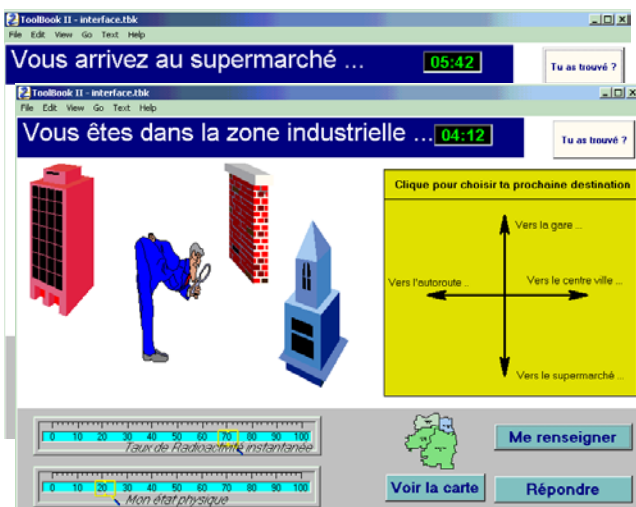 ToolBook II - interface.tbk
File Edit View Go Text Help
Vous arrivez au supermarché ... 05:42 Tu as trouvé ?
ToolBook II - interface.tbk
File Edit View Go Text Help
Vous êtes dans la zone industrielle ... 04:12 Tu as trouvé ?
Clique pour choisir ta prochaine destination
Vers la gare ...
Vers l'autoroute .. Vers le centre ville ...
Vers le supermarché ...
0 10 20 30 40 50 60 70 80 90 100
Taux de Radioactivité instantanée
0 10 20 30 40 50 60 70 80 90 100
Mon état physique
Me renseigner
Voir la carte Répondre